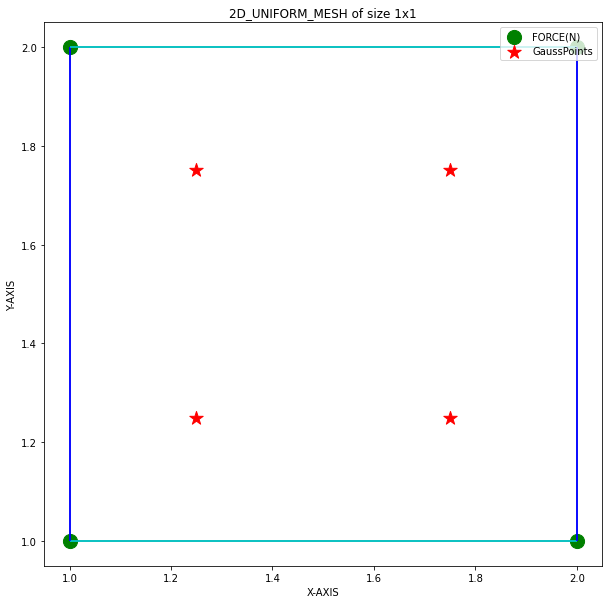 2D_UNIFORM_MESH of size 1x1
FORCE(N)
GaussPoints
2.0
1.8
1.6
1.4
1.2
1.0
Y-AXIS
1.0 1.2 1.4 1.6 1.8 2.0
X-AXIS